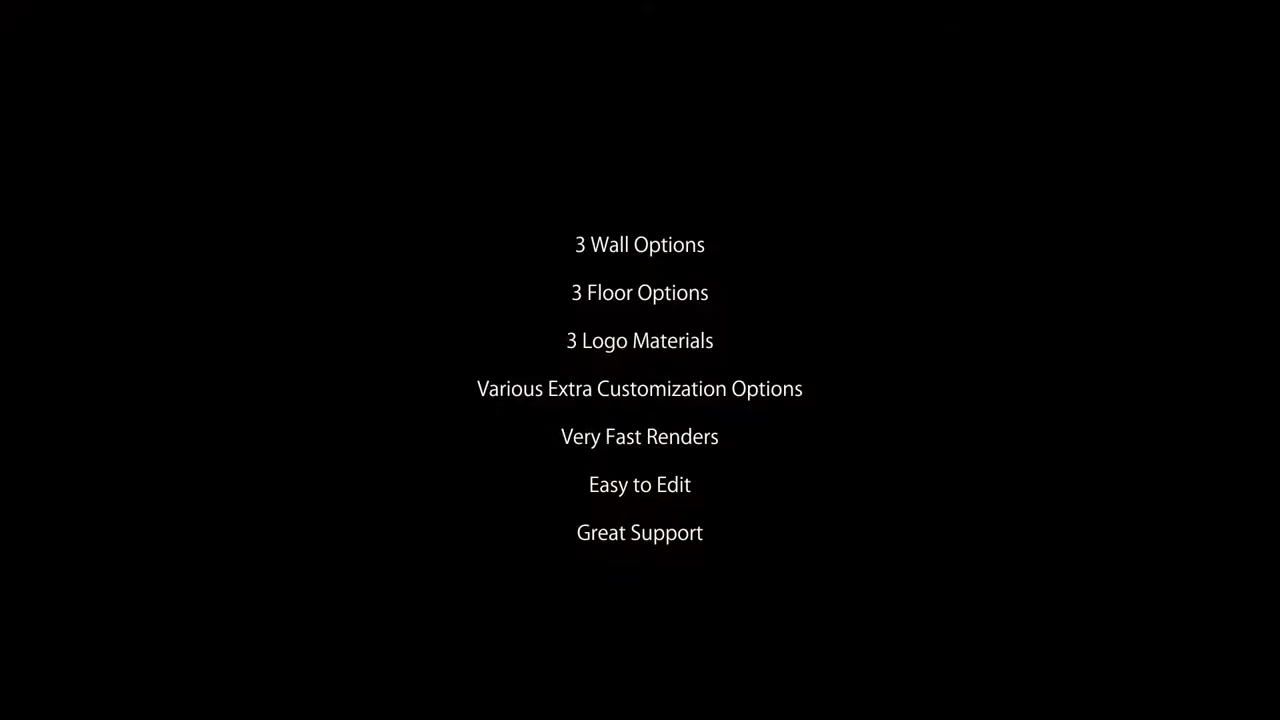 3 Wall Options
3 Floor Options
3 Logo Materials
Various Extra Customization Options
Very Fast Renders
Easy to Edit
Great Support